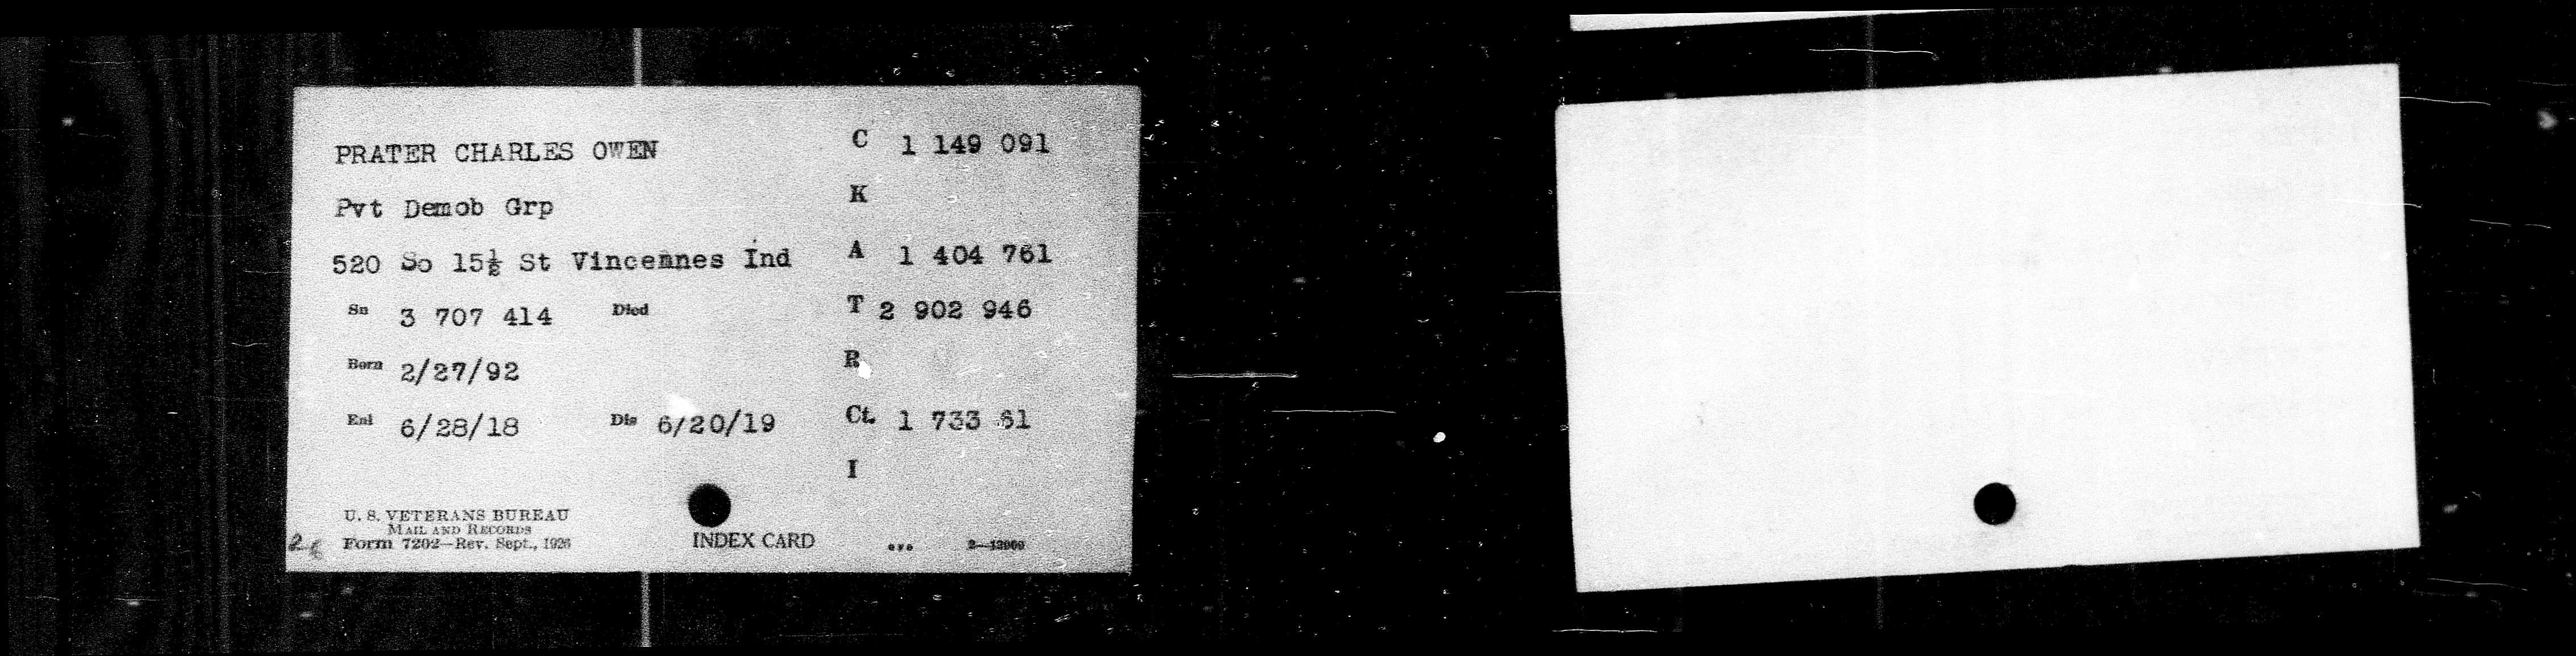 PRATER CHARLES OWEN
Pvt Demob Grp
520 So 15½ St Vincennes Ind
Sn 3 707 414 Died
Born 2/27/92
Enl 6/28/18 Dis 6/20/19
C 1 149 091
K
A 1 404 761
T 2 902 946
R
Ct. 1 733 61
I
U. S. VETERANS BUREAU
MAIL AND RECORDS
Form 7202—Rev. Sept., 1926
INDEX CARD